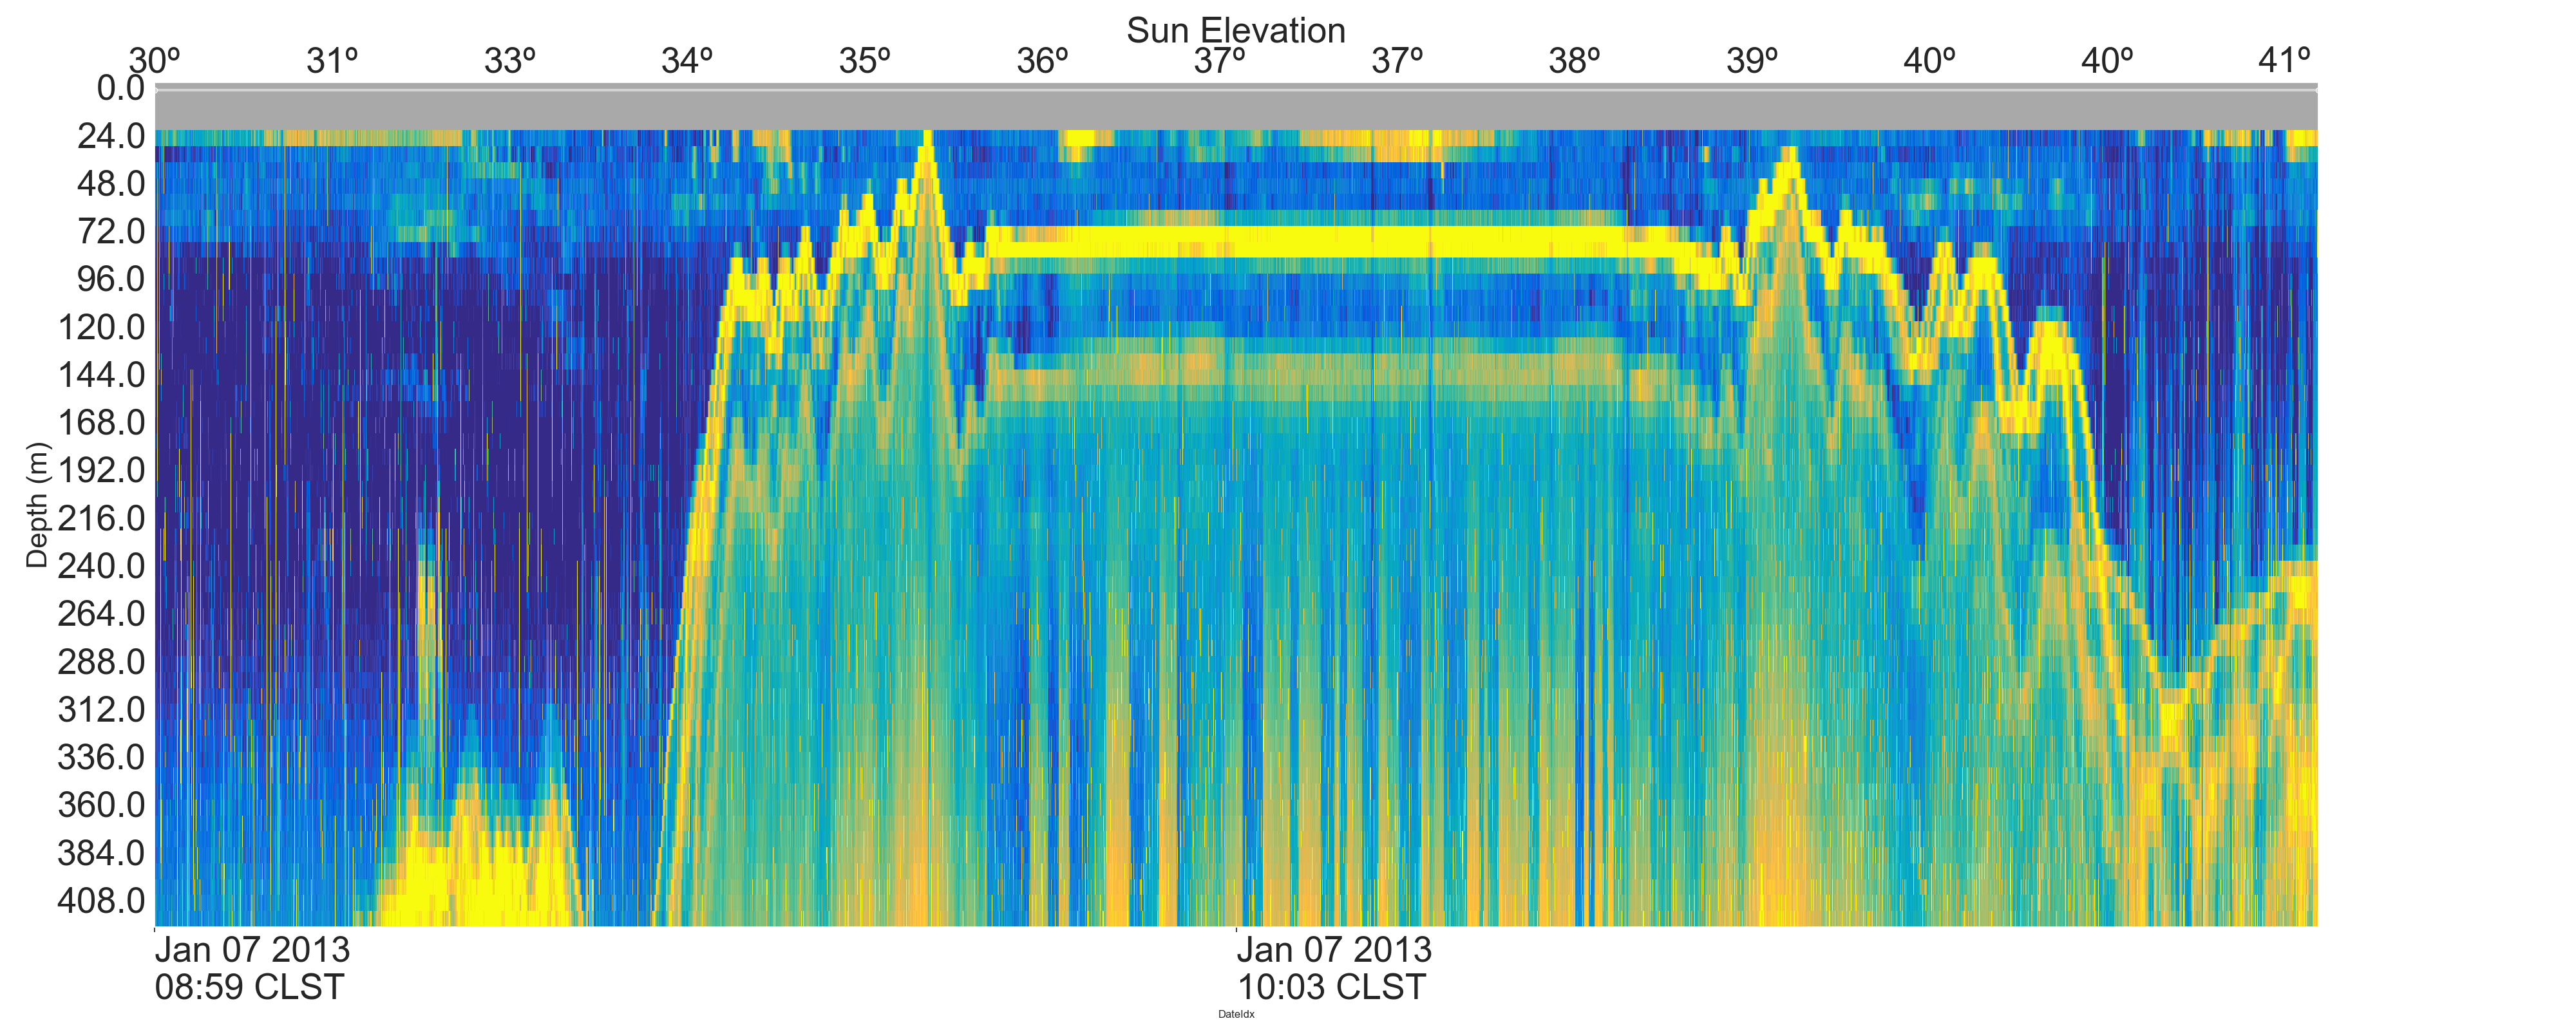 Sun Elevation
30º 31º 33º 34º 35º 36º 37º 37º 38º 39º 40º 40º 41º
0.0
24.0
48.0
72.0
96.0
120.0
144.0
168.0
192.0
216.0
240.0
264.0
288.0
312.0
336.0
360.0
384.0
408.0
Depth (m)
Jan 07 2013
08:59 CLST
Jan 07 2013
10:03 CLST
DateIdx